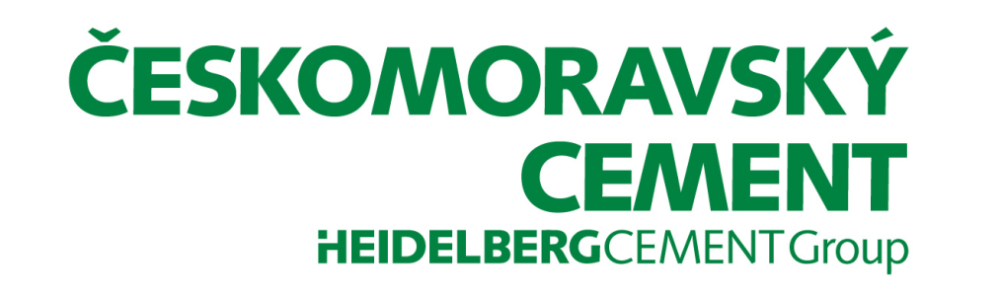 ČESKOMORAVSKÝ
CEMENT
HEIDELBERGCEMENT Group